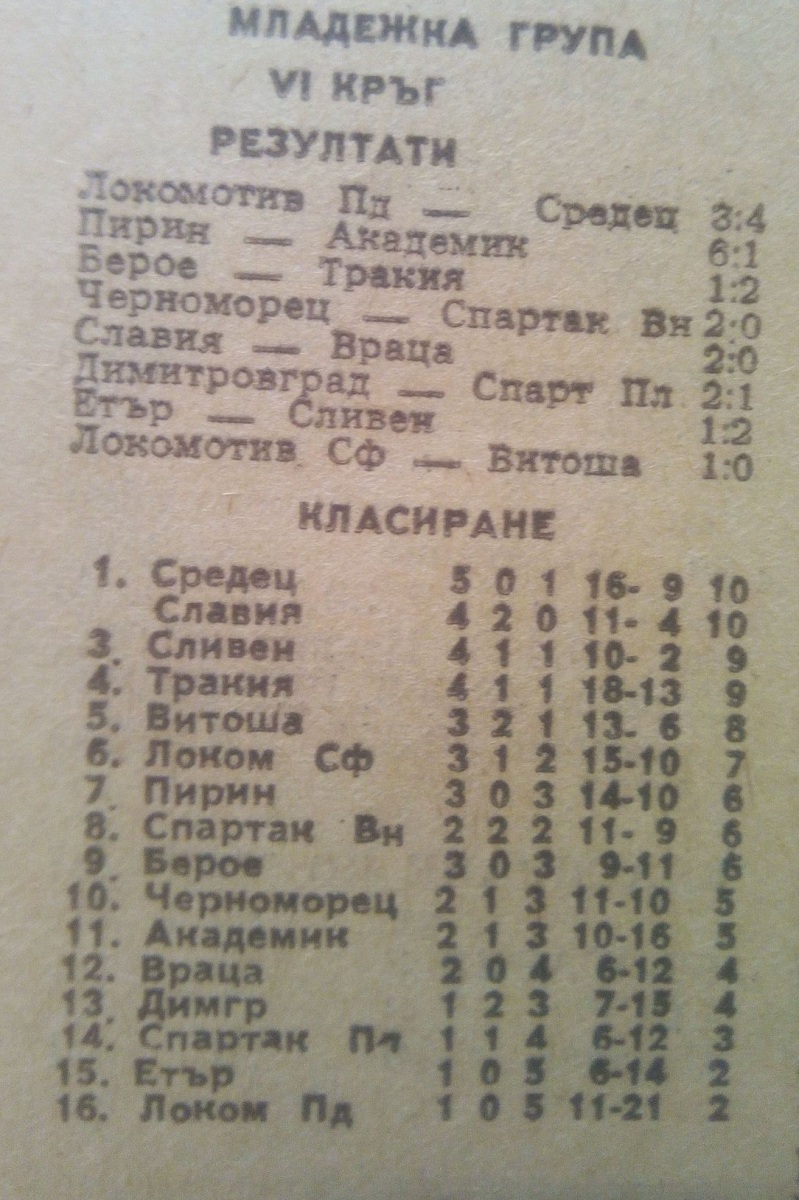 МЛАДЕЖКА ГРУПА
VI КРЪГ
РЕЗУЛТАТИ
Локомотив Пд — Средец 3:4
Пирин — Академик 6:1
Берое — Тракия 1:2
Черноморец — Спартак Вн 2:0
Славия — Враца 2:0
Димитровград — Спарт Пл 2:1
Етър — Сливен 1:2
Локомотив Сф — Витоша 1:0
КЛАСИРАНЕ
1. Средец 5 0 1 16- 9 10
Славия 4 2 0 11- 4 10
3. Сливен 4 1 1 10- 2 9
4. Тракия 4 1 1 18-13 9
5. Витоша 3 2 1 13- 6 8
6. Локом Сф 3 1 2 15-10 7
7. Пирин 3 0 3 14-10 6
8. Спартак Вн 2 2 2 11- 9 6
9. Берое 3 0 3 9-11 6
10. Черноморец 2 1 3 11-10 5
11. Академик 2 1 3 10-16 5
12. Враца 2 0 4 6-12 4
13. Димгр 1 2 3 7-15 4
14. Спартак Пл 1 1 4 6-12 3
15. Етър 1 0 5 6-14 2
16. Локом Пд 1 0 5 11-21 2